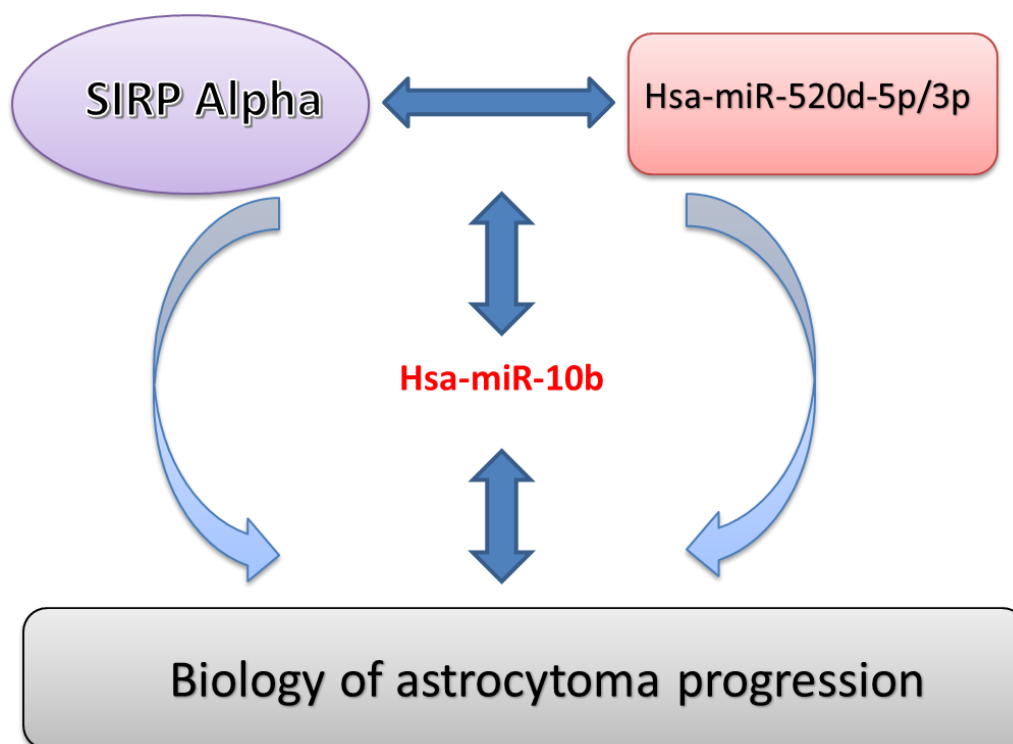 SIRP Alpha
Hsa-miR-520d-5p/3p
Hsa-miR-10b
Biology of astrocytoma progression